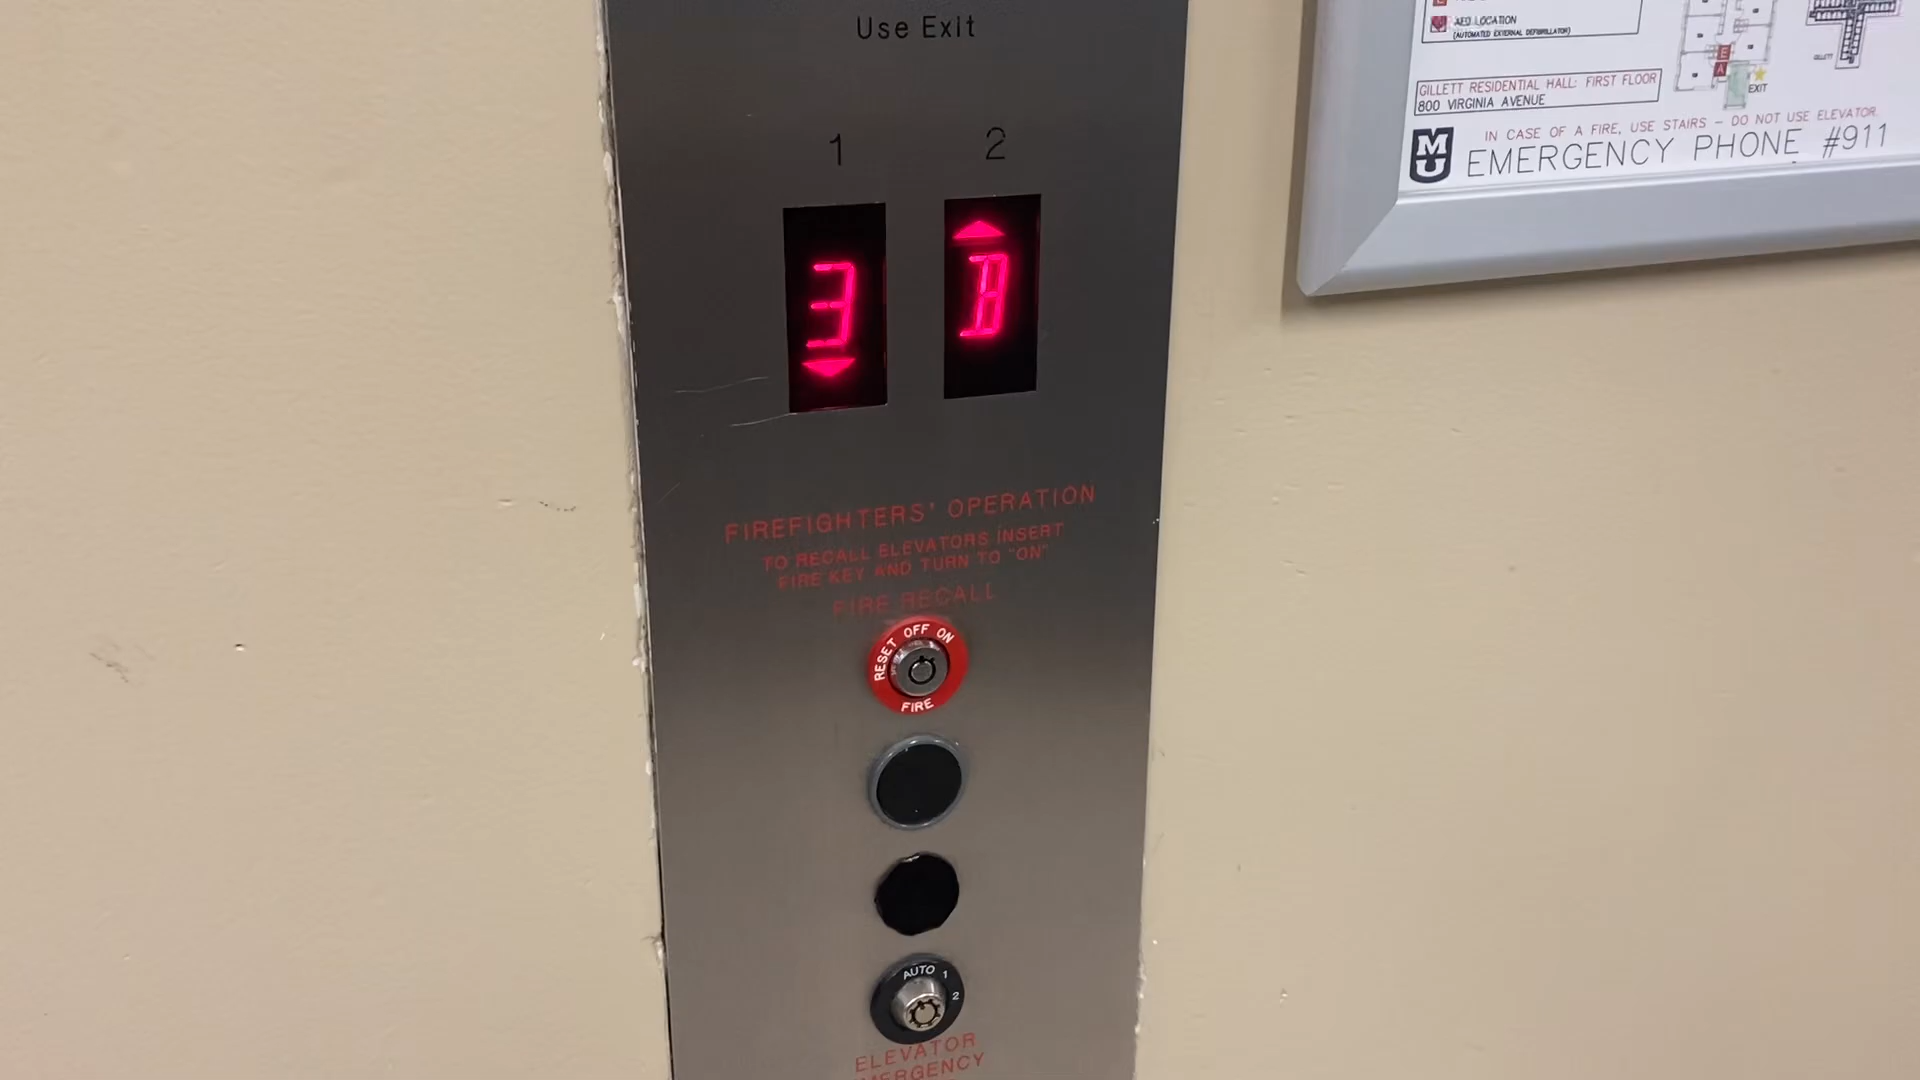 Use Exit
1 2
3 B
FIREFIGHTERS' OPERATION
TO RECALL ELEVATORS INSERT
FIRE KEY AND TURN TO "ON"
FIRE RECALL
RESET OFF ON
FIRE
AUTO 1
2
ELEVATOR
EMERGENCY
AED LOCATION
(AUTOMATED EXTERNAL DEFIBRILLATOR)
GILLETT RESIDENTIAL HALL: FIRST FLOOR
800 VIRGINIA AVENUE
E
A
EXIT
GILLETT
IN CASE OF A FIRE, USE STAIRS – DO NOT USE ELEVATOR
MU
EMERGENCY PHONE #911